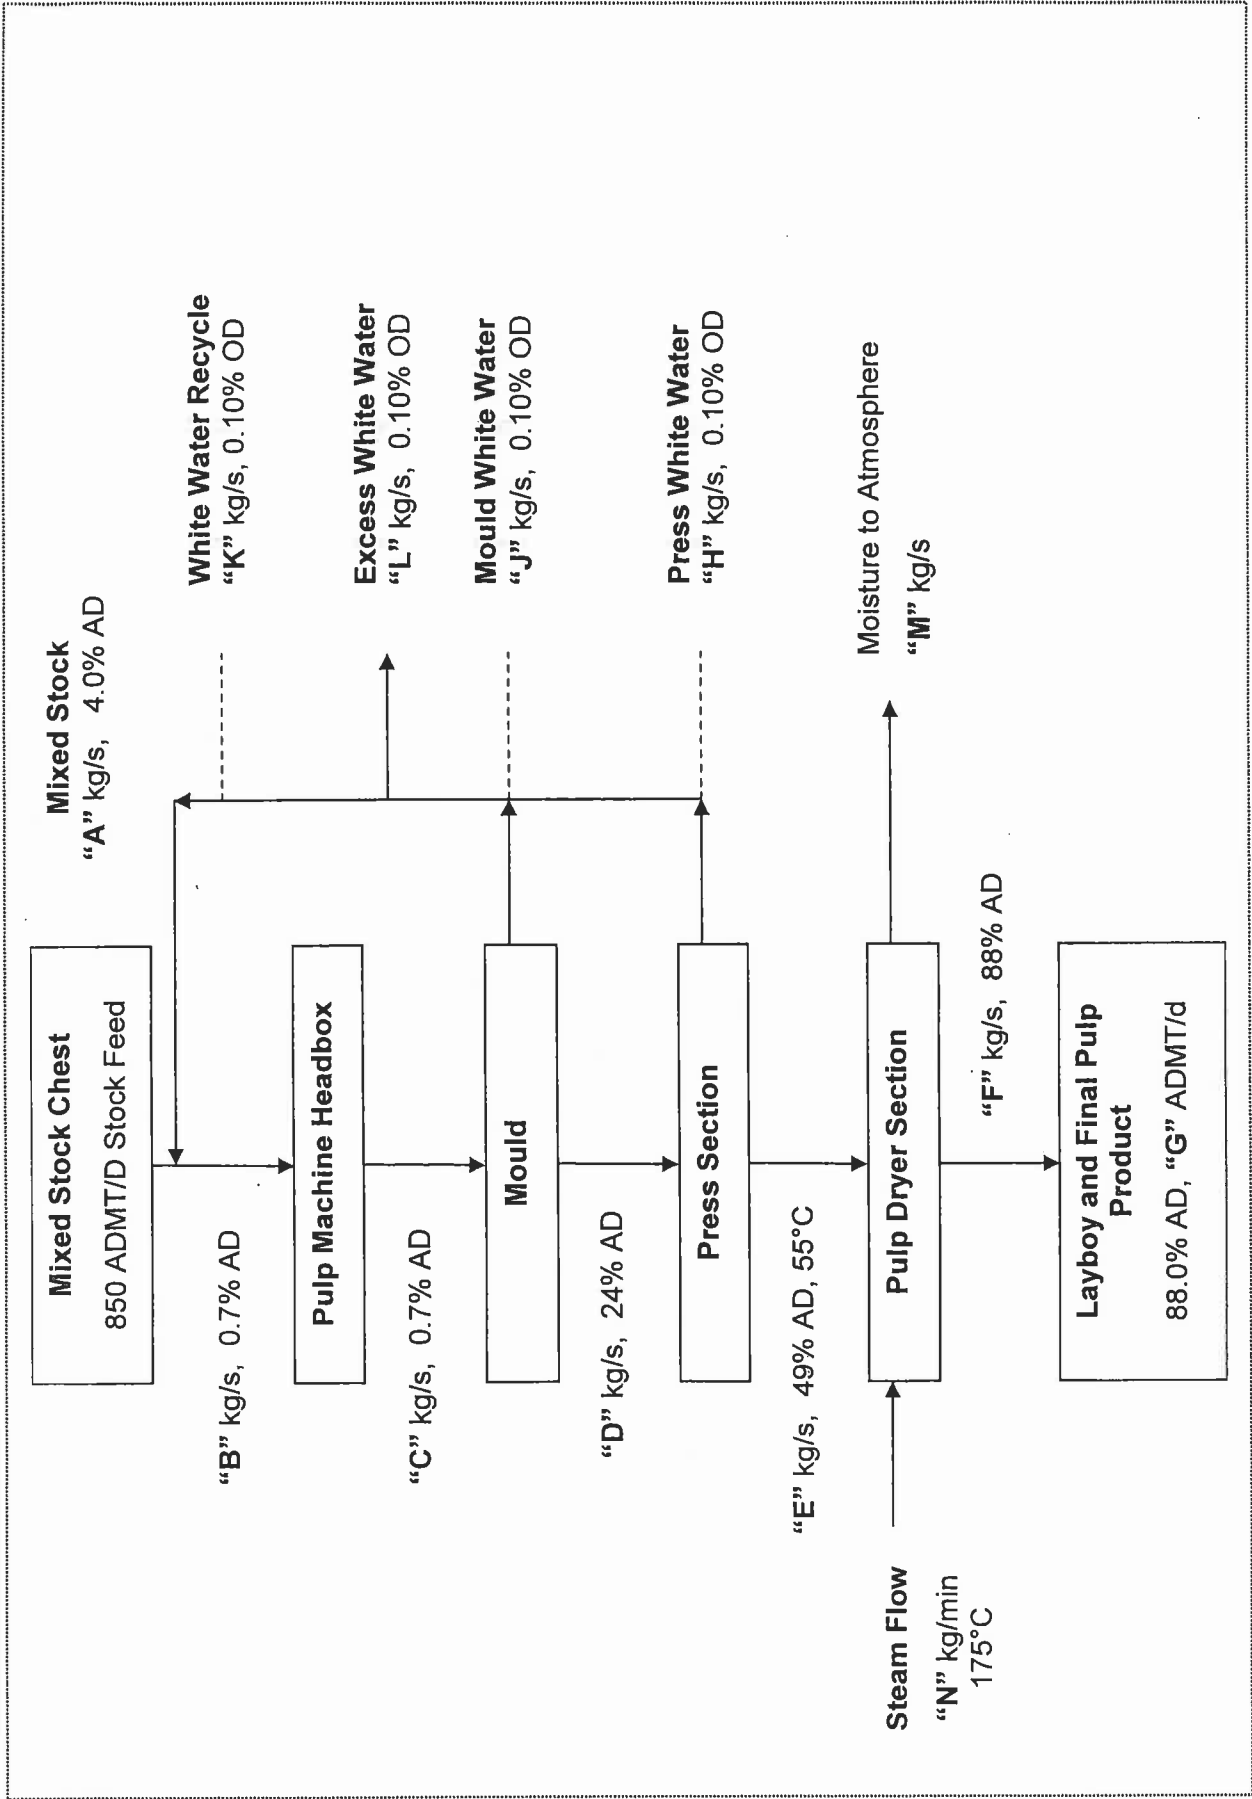 Mixed Stock Chest
850 ADMT/D Stock Feed
Mixed Stock
“A” kg/s, 4.0% AD
White Water Recycle
“K” kg/s, 0.10% OD
“B” kg/s, 0.7% AD
Pulp Machine Headbox
Excess White Water
“L” kg/s, 0.10% OD
“C” kg/s, 0.7% AD
Mould
Mould White Water
“J” kg/s, 0.10% OD
“D” kg/s, 24% AD
Press Section
Press White Water
“H” kg/s, 0.10% OD
“E” kg/s, 49% AD, 55°C
Steam Flow
“N” kg/min
175°C
Pulp Dryer Section
Moisture to Atmosphere
“M” kg/s
“F” kg/s, 88% AD
Layboy and Final Pulp
Product
88.0% AD, “G” ADMT/d